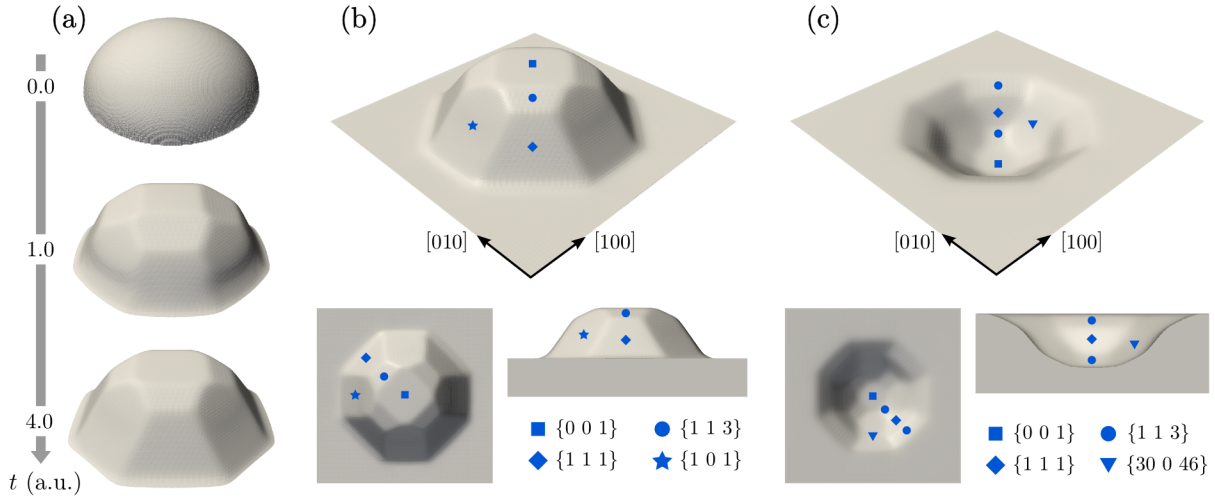 (a)
0.0
1.0
4.0
t (a.u.)
(b)
[010]
[100]
{0 0 1}
{1 1 3}
{1 1 1}
{1 0 1}
(c)
[010]
[100]
{0 0 1}
{1 1 3}
{1 1 1}
{30 0 46}